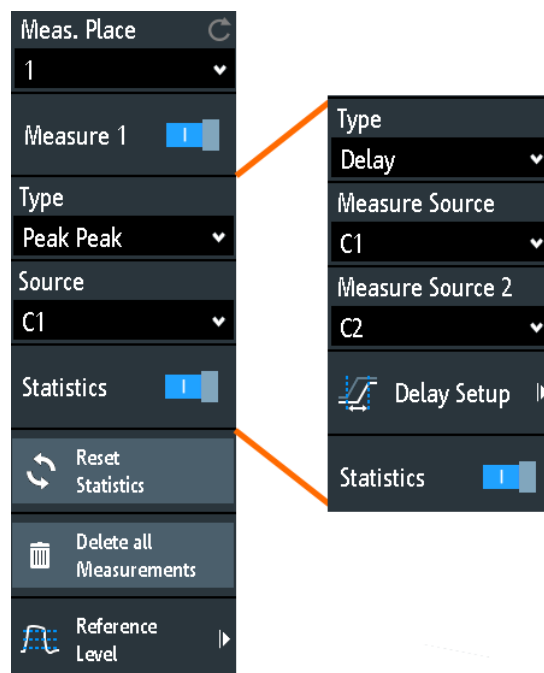 Meas. Place
1
Measure 1
Type
Peak Peak
Source
C1
Statistics
Reset
Statistics
Delete all
Measurements
Reference
Level
Type
Delay
Measure Source
C1
Measure Source 2
C2
Delay Setup
Statistics